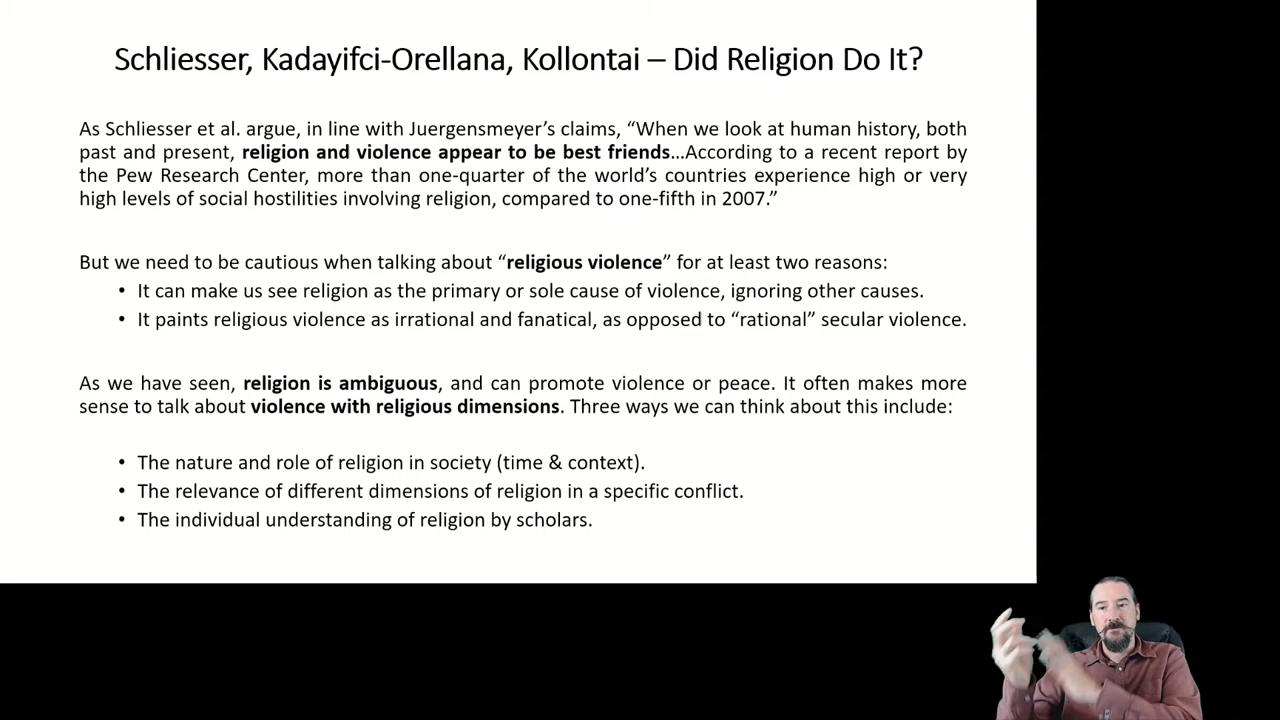 Schliesser, Kadayifci-Orellana, Kollontai – Did Religion Do It?
As Schliesser et al. argue, in line with Juergensmeyer’s claims, “When we look at human history, both
past and present, religion and violence appear to be best friends…According to a recent report by
the Pew Research Center, more than one-quarter of the world’s countries experience high or very
high levels of social hostilities involving religion, compared to one-fifth in 2007.”
But we need to be cautious when talking about “religious violence” for at least two reasons:
• It can make us see religion as the primary or sole cause of violence, ignoring other causes.
• It paints religious violence as irrational and fanatical, as opposed to “rational” secular violence.
As we have seen, religion is ambiguous, and can promote violence or peace. It often makes more
sense to talk about violence with religious dimensions. Three ways we can think about this include:
• The nature and role of religion in society (time & context).
• The relevance of different dimensions of religion in a specific conflict.
• The individual understanding of religion by scholars.